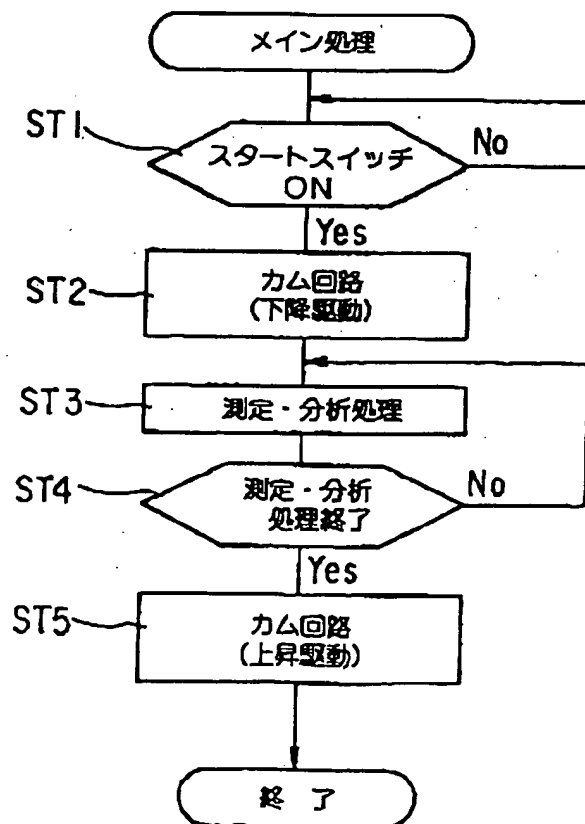 メイン処理
ST1
スタートスイッチ
ON
No
Yes
ST2
カム回路
(下降駆動)
ST3
測定・分析処理
ST4
測定・分析
処理終了
No
Yes
ST5
カム回路
(上昇駆動)
終了